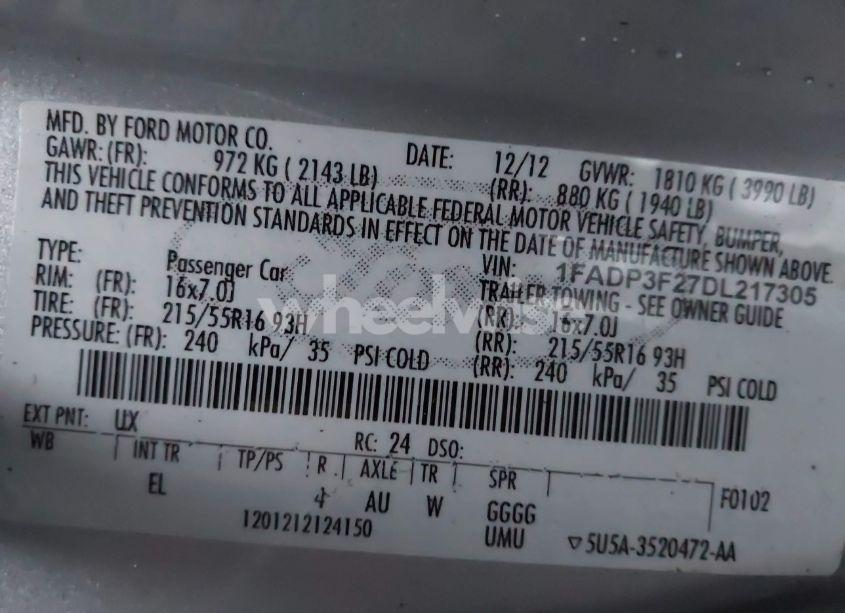 MFD. BY FORD MOTOR CO. DATE: 12/12 GVWR: 1810 KG ( 3990 LB)
GAWR: (FR): 972 KG ( 2143 LB) (RR): 880 KG ( 1940 LB)
THIS VEHICLE CONFORMS TO ALL APPLICABLE FEDERAL MOTOR VEHICLE SAFETY, BUMPER,
AND THEFT PREVENTION STANDARDS IN EFFECT ON THE DATE OF MANUFACTURE SHOWN ABOVE.
VIN: 1FADP3F27DL217305
TYPE: Passenger Car TRAILER TOWING - SEE OWNER GUIDE
RIM: (FR): 16x7.0J (RR): 16x7.0J
TIRE: (FR): 215/55R16 93H (RR): 215/55R16 93H
PRESSURE: (FR): 240 kPa/ 35 PSI COLD (RR): 240 kPa/ 35 PSI COLD
wheelwise
EXT PNT: UX RC: 24 DSO:
WB INT TR TP/PS R AXLE TR SPR F0102
EL 4 AU W GGGG
1201212124150 UMU 5U5A-3520472-AA